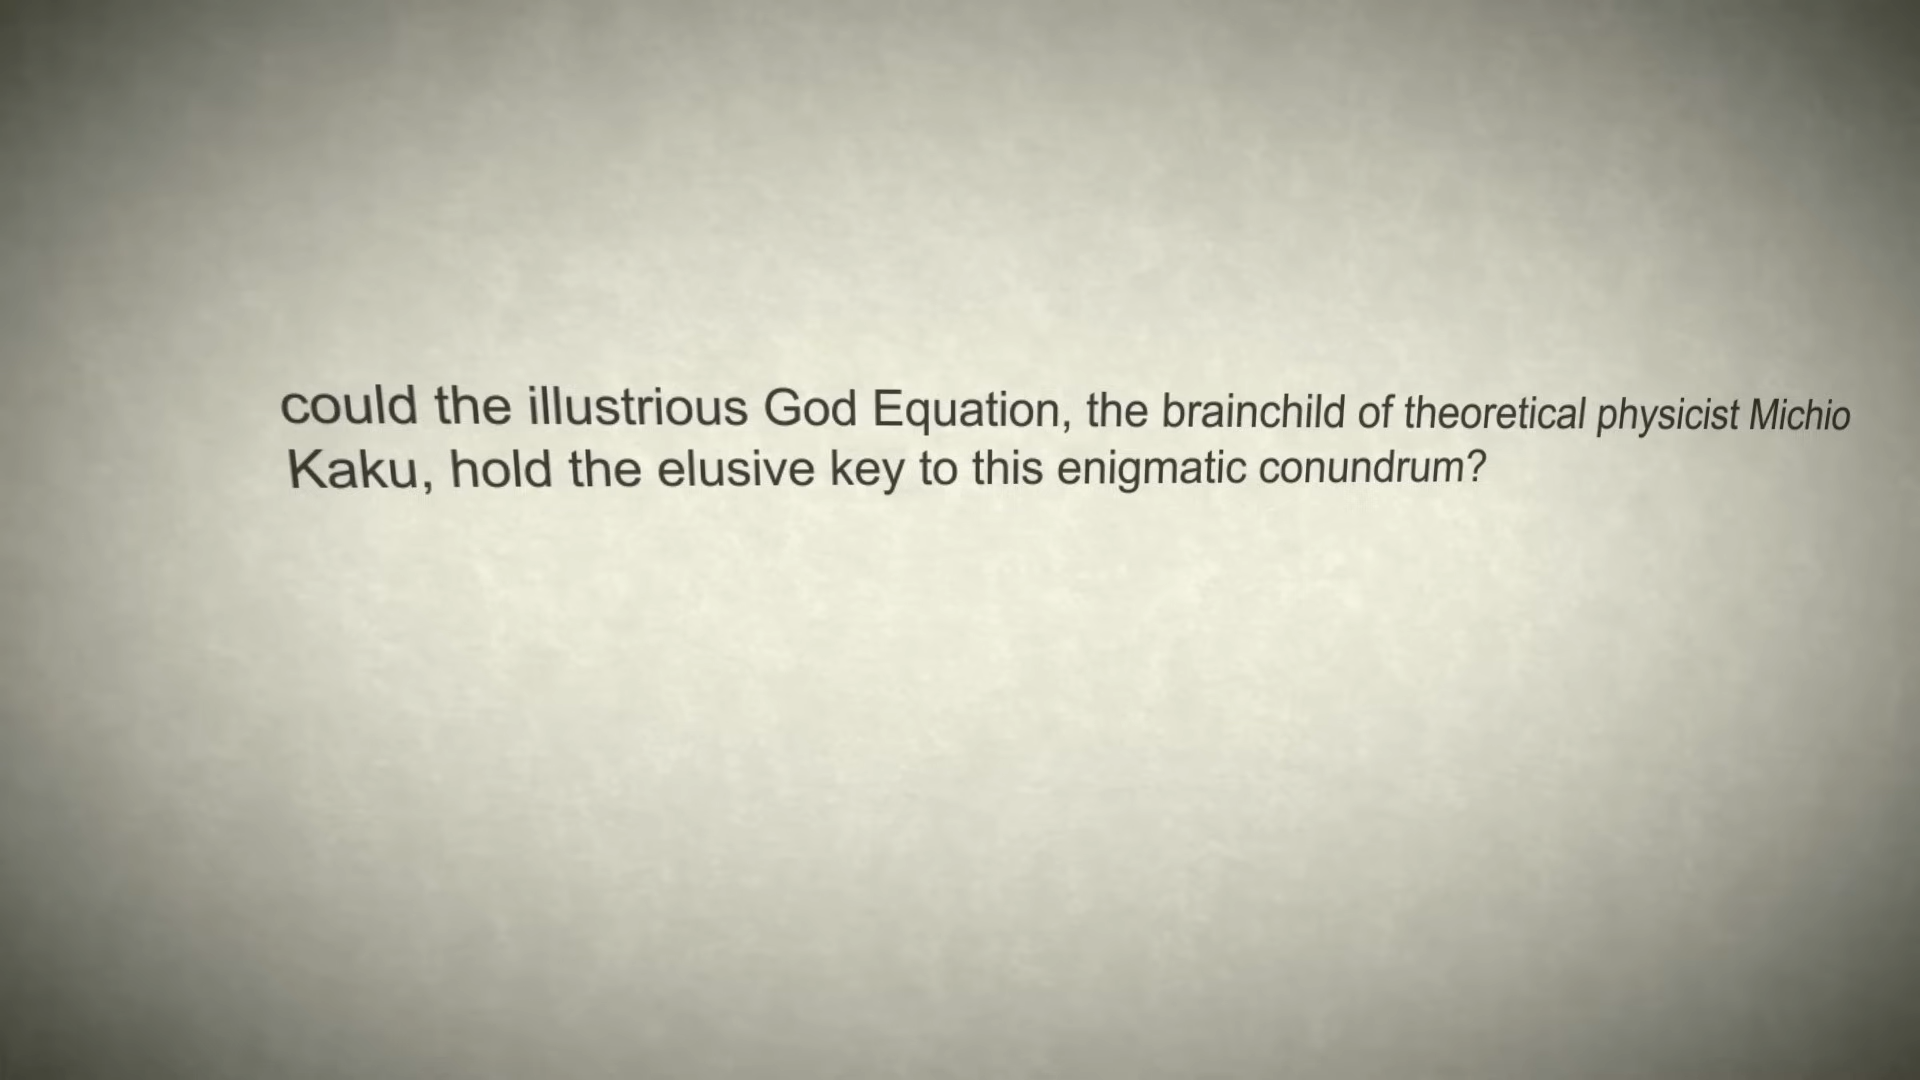 could the illustrious God Equation, the brainchild of theoretical physicist Michio
Kaku, hold the elusive key to this enigmatic conundrum?